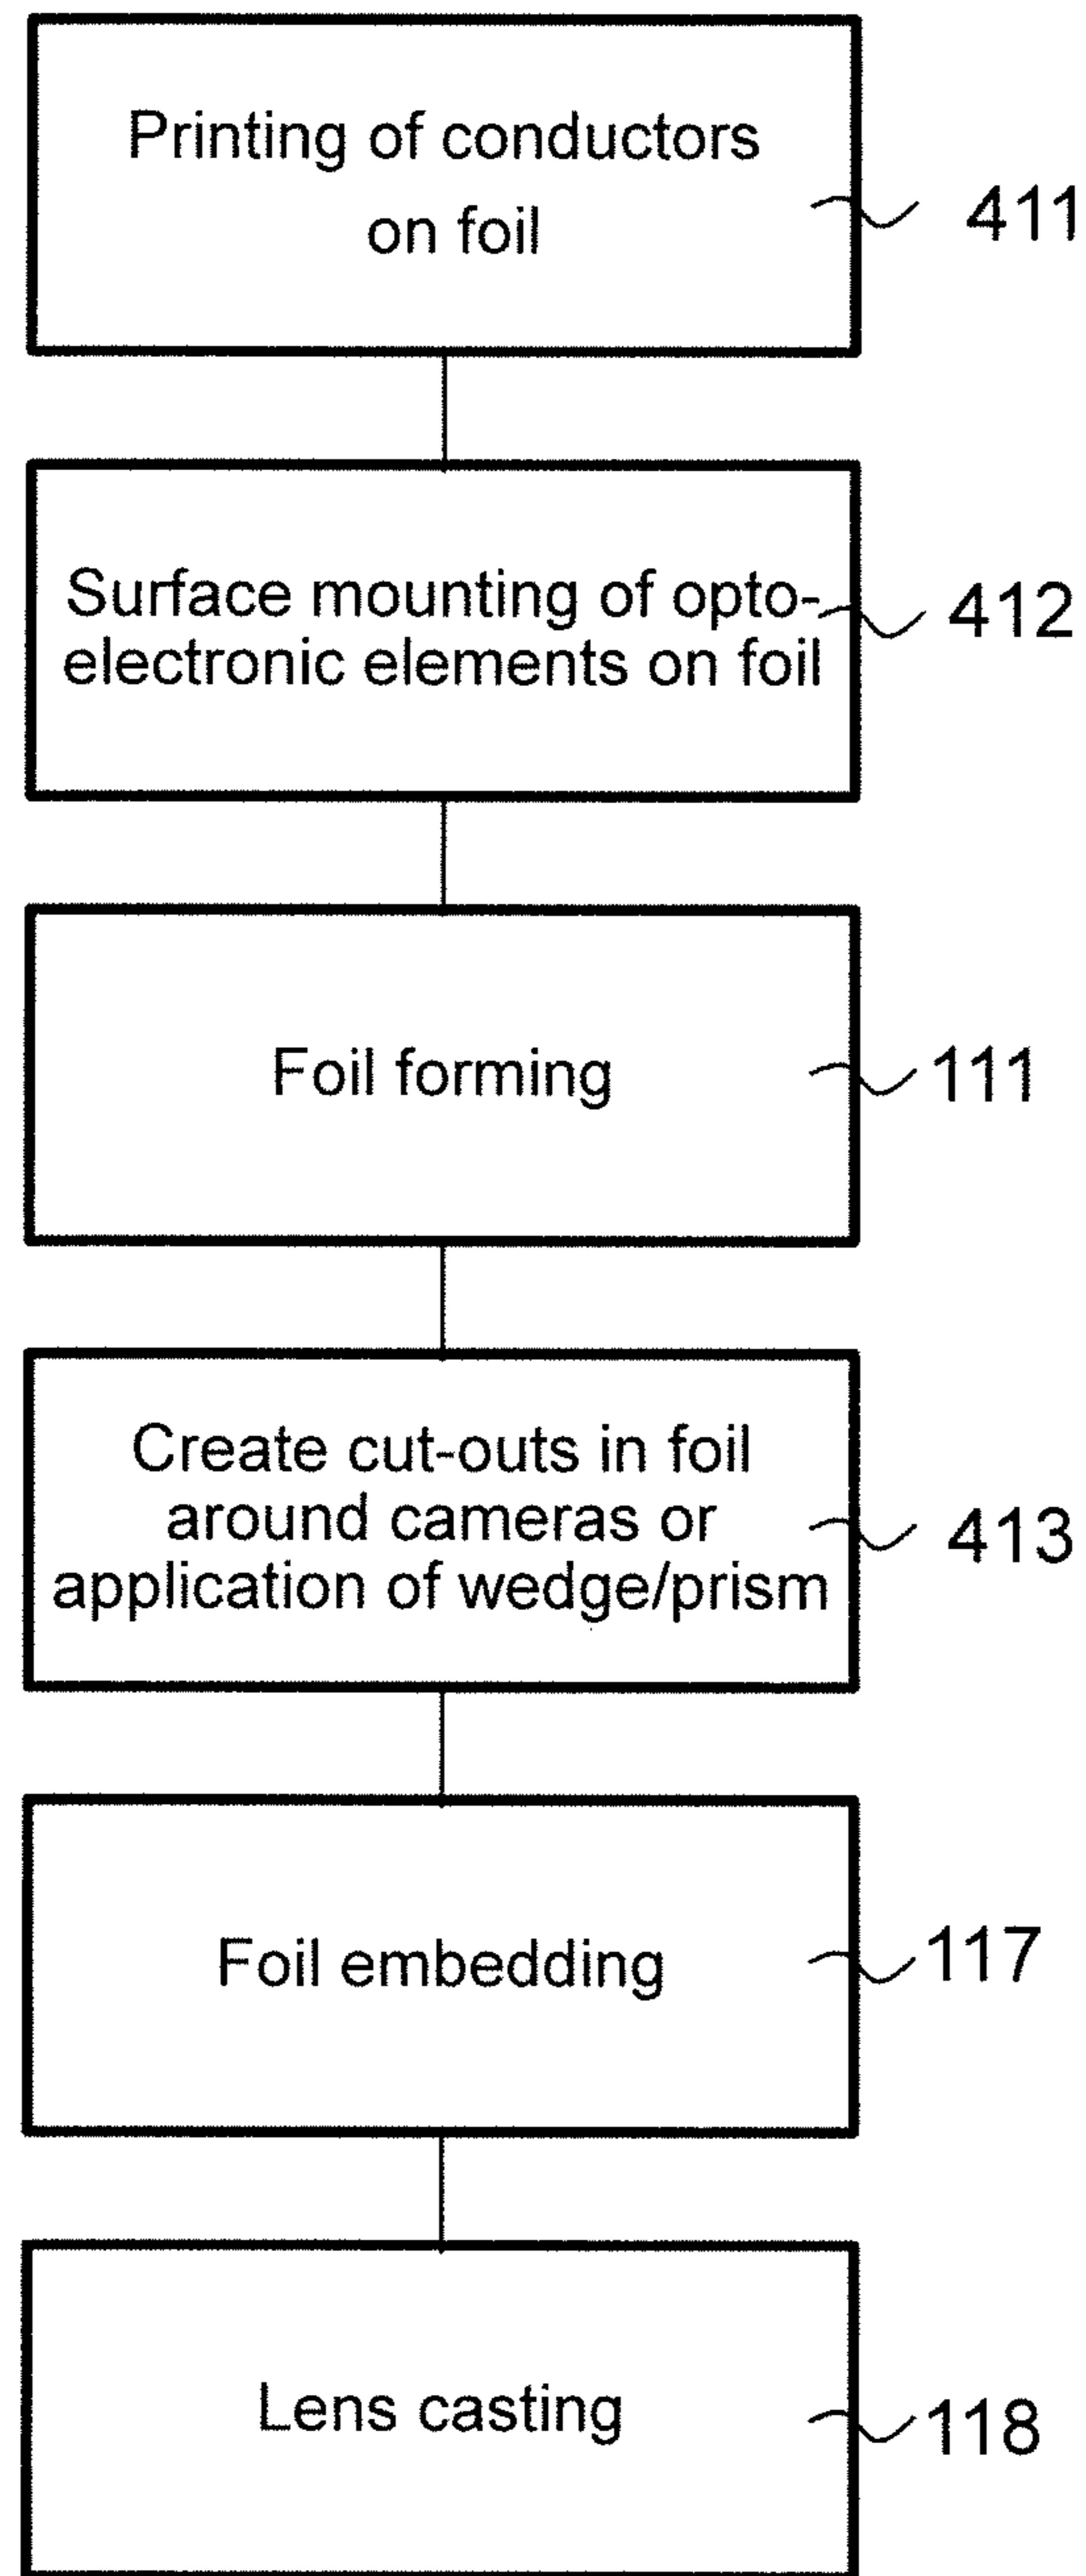 Printing of conductors
on foil
411
Surface mounting of opto-
electronic elements on foil
412
Foil forming
111
Create cut-outs in foil
around cameras or
application of wedge/prism
413
Foil embedding
117
Lens casting
118